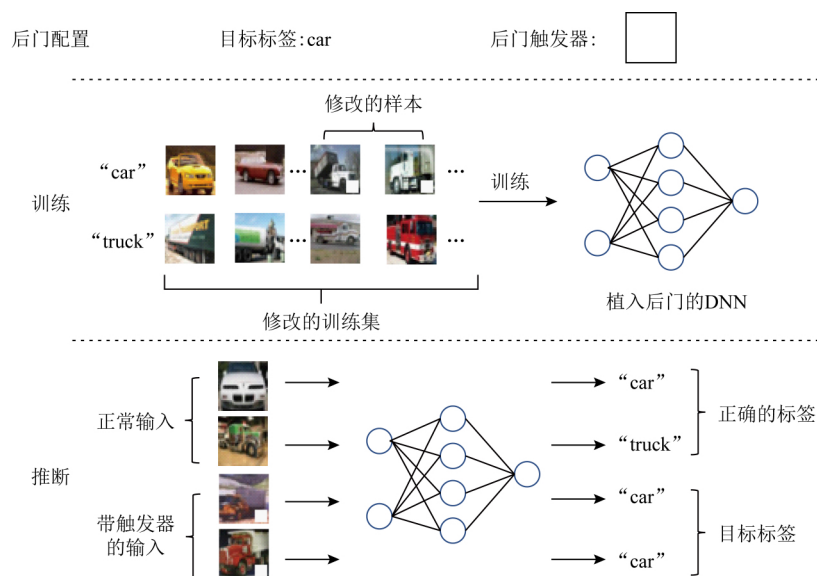 后门配置
目标标签:car
后门触发器:
修改的样本
“car”
...
...
训练
训练
“truck”
...
...
修改的训练集
植入后门的DNN
正常输入
“car”
“truck”
正确的标签
推断
带触发器
的输入
“car”
“car”
目标标签